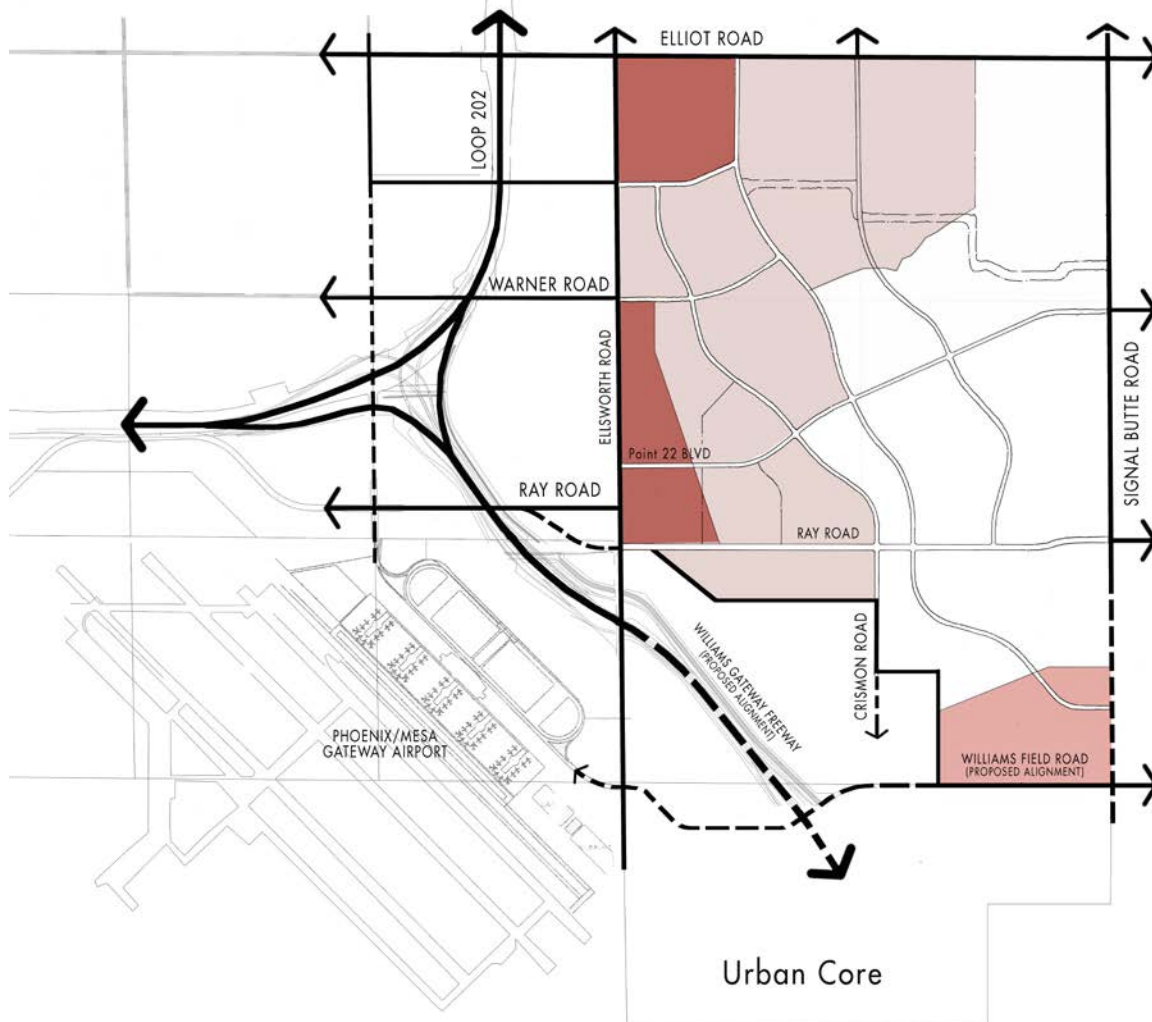 ELLIOT ROAD
LOOP 202
WARNER ROAD
ELLSWORTH ROAD
SIGNAL BUTTE ROAD
Point 22 BLVD
RAY ROAD
RAY ROAD
CRISMON ROAD
WILLIAMS GATEWAY FREEWAY
(PROPOSED ALIGNMENT)
PHOENIX/MESA
GATEWAY AIRPORT
WILLIAMS FIELD ROAD
(PROPOSED ALIGNMENT)
Urban Core